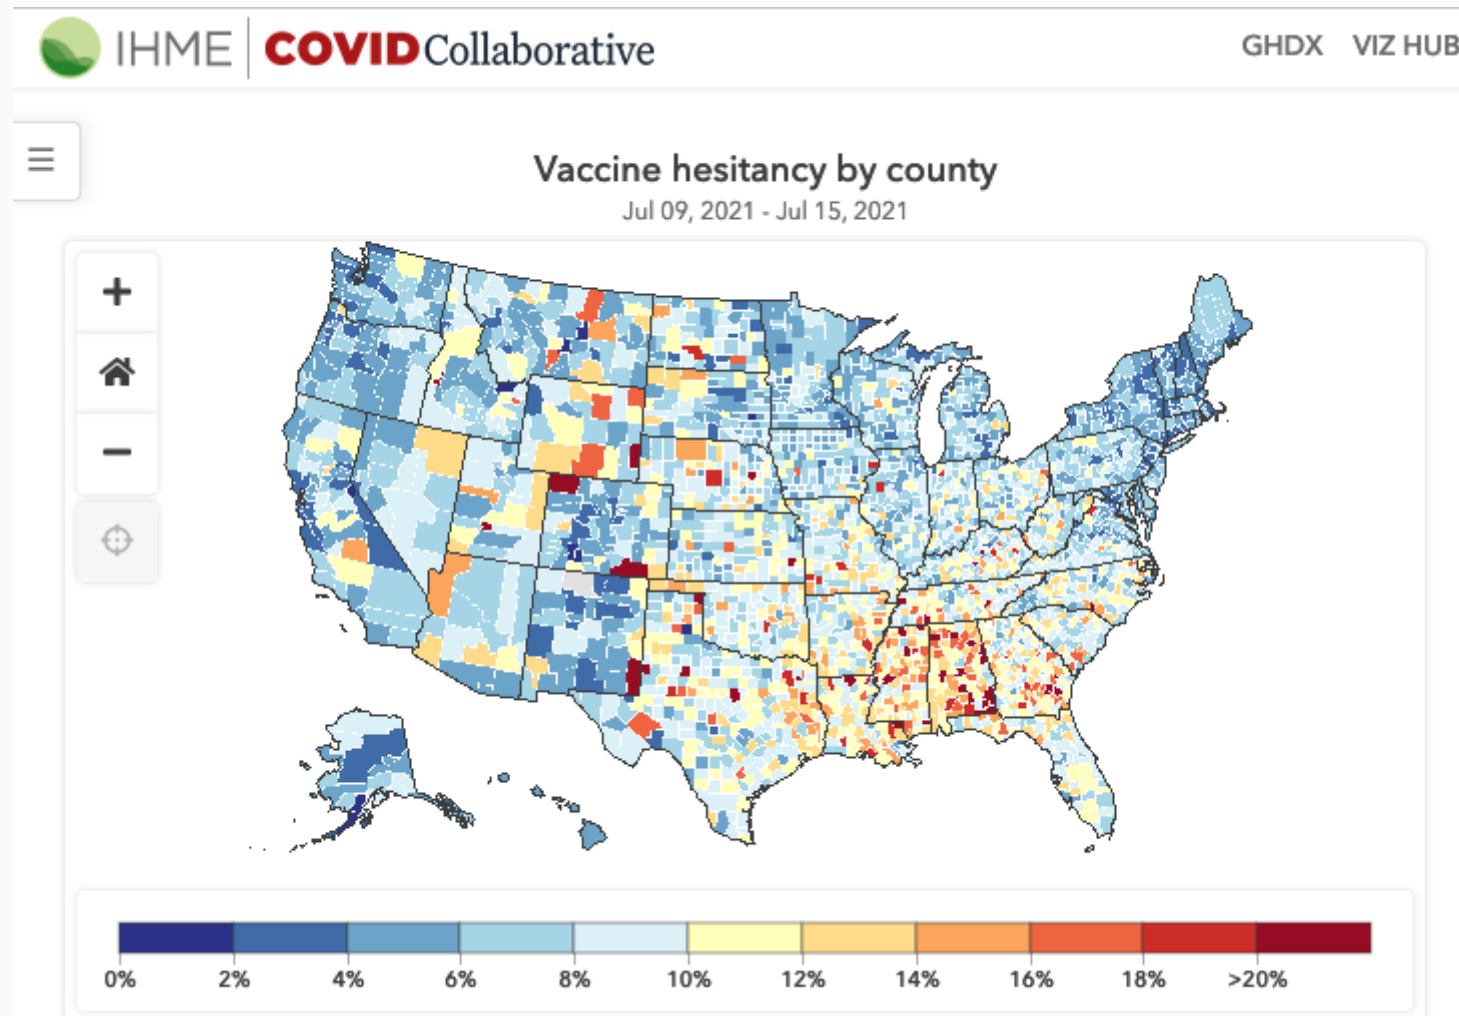 IHME COVID Collaborative GHDX VIZ HUB
Vaccine hesitancy by county
Jul 09, 2021 - Jul 15, 2021
0% 2% 4% 6% 8% 10% 12% 14% 16% 18% >20%